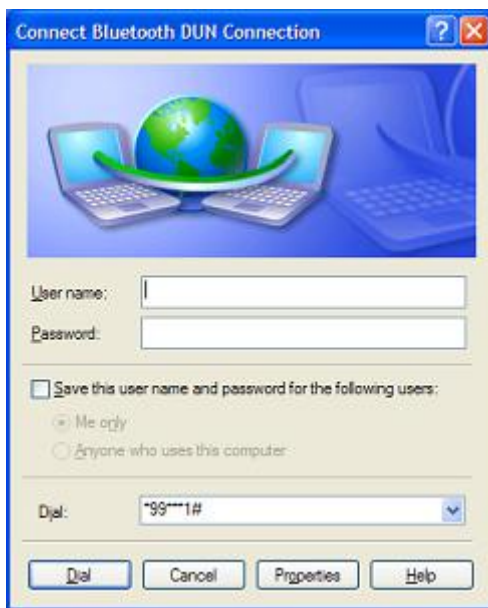 Connect Bluetooth DUN Connection
User name:
Password:
Save this user name and password for the following users:
Me only
Anyone who uses this computer
Dial: *99***1#
Dial Cancel Properties Help